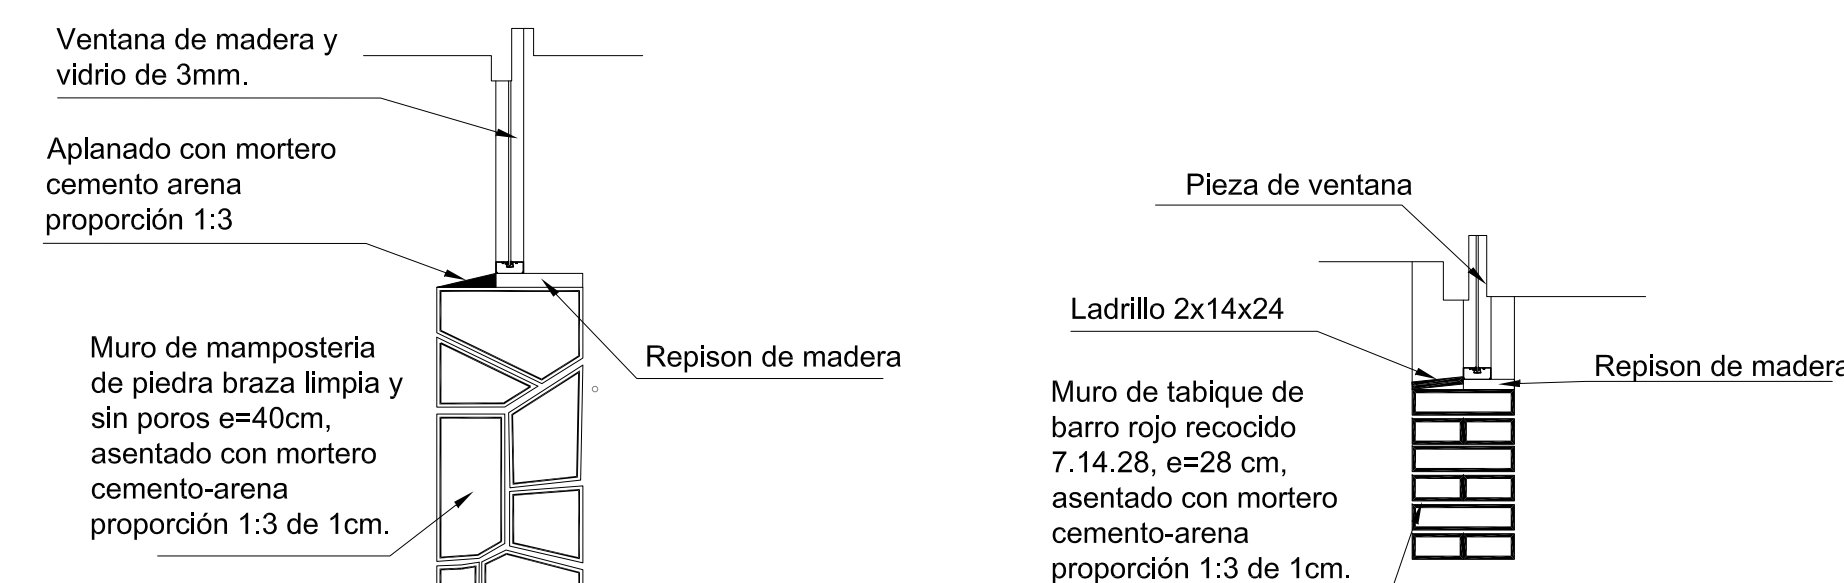 Ventana de madera y
vidrio de 3mm.
Aplanado con mortero
cemento arena
proporción 1:3
Muro de mamposteria
de piedra braza limpia y
sin poros e=40cm,
asentado con mortero
cemento-arena
proporción 1:3 de 1cm.
Repison de madera
Pieza de ventana
Ladrillo 2x14x24
Repison de madera
Muro de tabique de
barro rojo recocido
7.14.28, e=28 cm,
asentado con mortero
cemento-arena
proporción 1:3 de 1cm.